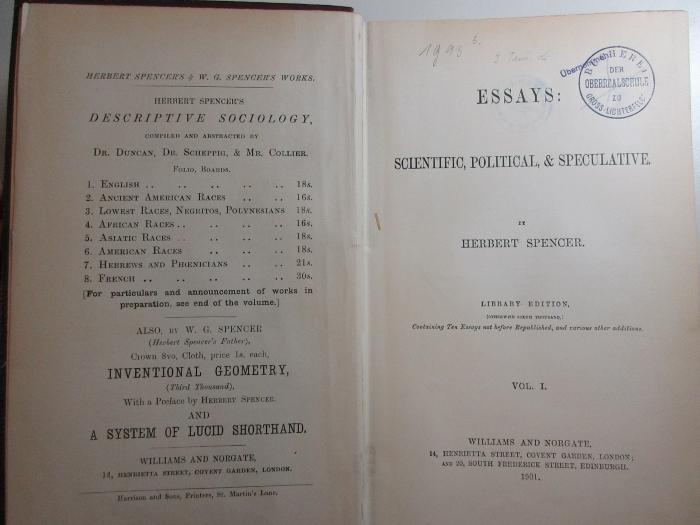 HERBERT SPENCER'S & W. G. SPENCER'S WORKS.
HERBERT SPENCER'S
DESCRIPTIVE SOCIOLOGY,
COMPILED AND ABSTRACTED BY
DR. DUNCAN, DR. SCHEPPIG, & MR. COLLIER.
FOLIO, BOARDS.
1. ENGLISH .. .. .. .. .. 18s.
2. ANCIENT AMERICAN RACES .. .. 16s.
3. LOWEST RACES, NEGRITOS, POLYNESIANS 18s.
4. AFRICAN RACES .. .. .. .. 16s.
5. ASIATIC RACES .. .. .. .. 18s.
6. AMERICAN RACES .. .. .. 18s.
7. HEBREWS AND PHŒNICIANS .. .. 21s.
8. FRENCH .. .. .. .. .. 30s.
[For particulars and announcement of works in
preparation, see end of the volume.]
ALSO, BY W. G. SPENCER
(Herbert Spencer's Father),
Crown 8vo, Cloth, price 1s. each,
INVENTIONAL GEOMETRY,
(Third Thousand),
With a Preface by HERBERT SPENCER.
AND
A SYSTEM OF LUCID SHORTHAND.
WILLIAMS AND NORGATE,
14, HENRIETTA STREET, COVENT GARDEN, LONDON.
Harrison and Sons, Printers, St. Martin's Lane.
1993
Übernommen
BÜCHEREI
DER
OBERREALSCHULE
ZU
GROSS-LICHTERFELDE
ESSAYS:
SCIENTIFIC, POLITICAL, & SPECULATIVE.
BY
HERBERT SPENCER.
LIBRARY EDITION,
(OTHERWISE SIXTH THOUSAND,)
Containing Ten Essays not before Republished, and various other additions.
VOL. I.
WILLIAMS AND NORGATE,
14, HENRIETTA STREET, COVENT GARDEN, LONDON;
AND 20, SOUTH FREDERICK STREET, EDINBURGH.
1901.